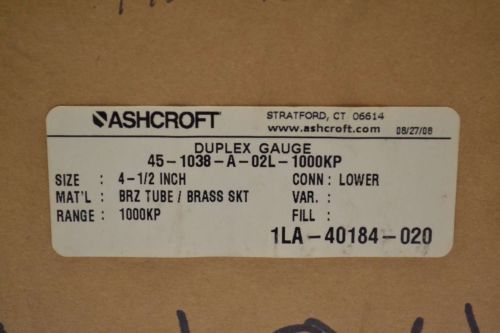 ASHCROFT
STRATFORD, CT 06614
www.ashcroft.com 08/27/08
DUPLEX GAUGE
45-1038-A-02L-1000KP
SIZE : 4-1/2 INCH CONN : LOWER
MAT'L : BRZ TUBE / BRASS SKT VAR. :
RANGE : 1000KP FILL :
1LA-40184-020